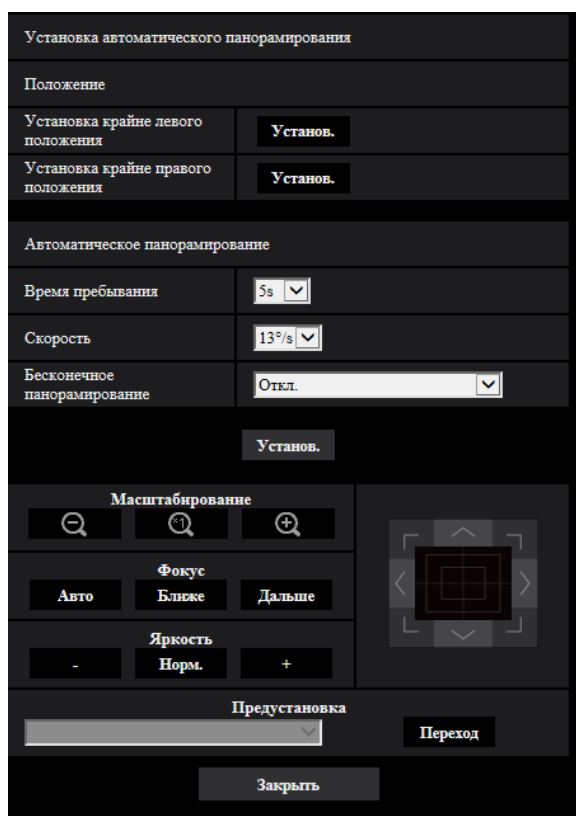 Установка автоматического панорамирования
Положение
Установка крайне левого
положения
Установ.
Установка крайне правого
положения
Установ.
Автоматическое панорамирование
Время пребывания
5s
Скорость
13°/s
Бесконечное
панорамирование
Откл.
Установ.
Масштабирование
×1
Фокус
Авто Ближе Дальше
Яркость
- Норм. +
Предустановка
Переход
Закрыть